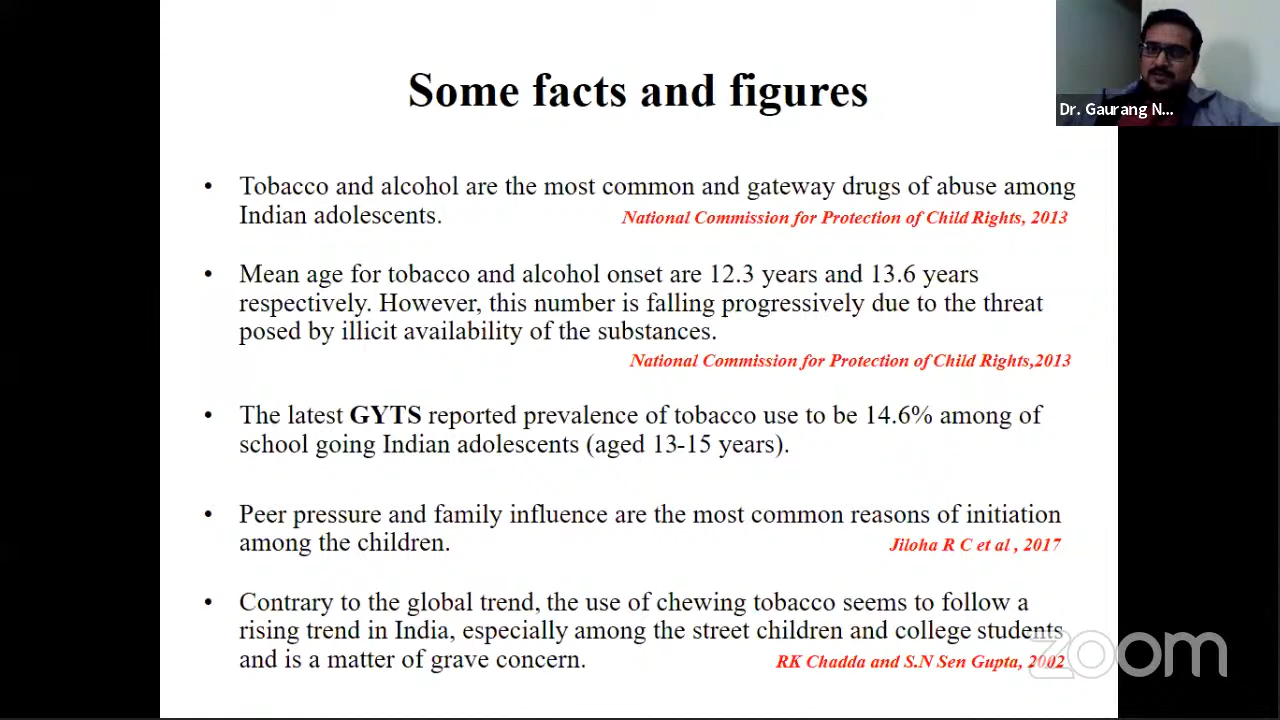 Some facts and figures
Dr. Gaurang N...
• Tobacco and alcohol are the most common and gateway drugs of abuse among
Indian adolescents. National Commission for Protection of Child Rights, 2013
• Mean age for tobacco and alcohol onset are 12.3 years and 13.6 years
respectively. However, this number is falling progressively due to the threat
posed by illicit availability of the substances.
National Commission for Protection of Child Rights,2013
• The latest GYTS reported prevalence of tobacco use to be 14.6% among of
school going Indian adolescents (aged 13-15 years).
• Peer pressure and family influence are the most common reasons of initiation
among the children. Jiloha R C et al , 2017
• Contrary to the global trend, the use of chewing tobacco seems to follow a
rising trend in India, especially among the street children and college students
and is a matter of grave concern. RK Chadda and S.N Sen Gupta, 2002
zoom